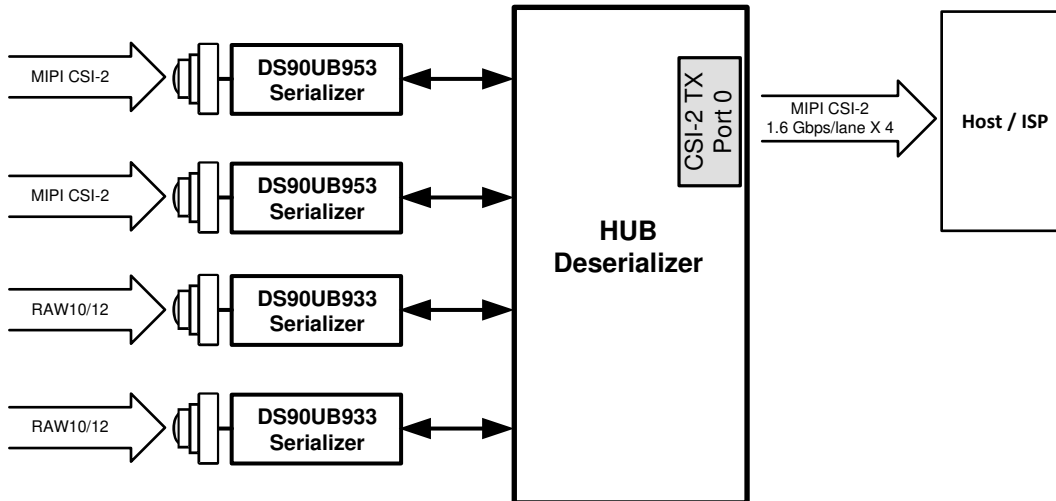 MIPI CSI-2
DS90UB953
Serializer
MIPI CSI-2
DS90UB953
Serializer
RAW10/12
DS90UB933
Serializer
RAW10/12
DS90UB933
Serializer
HUB
Deserializer
CSI-2 TX
Port 0
MIPI CSI-2
1.6 Gbps/lane X 4
Host / ISP